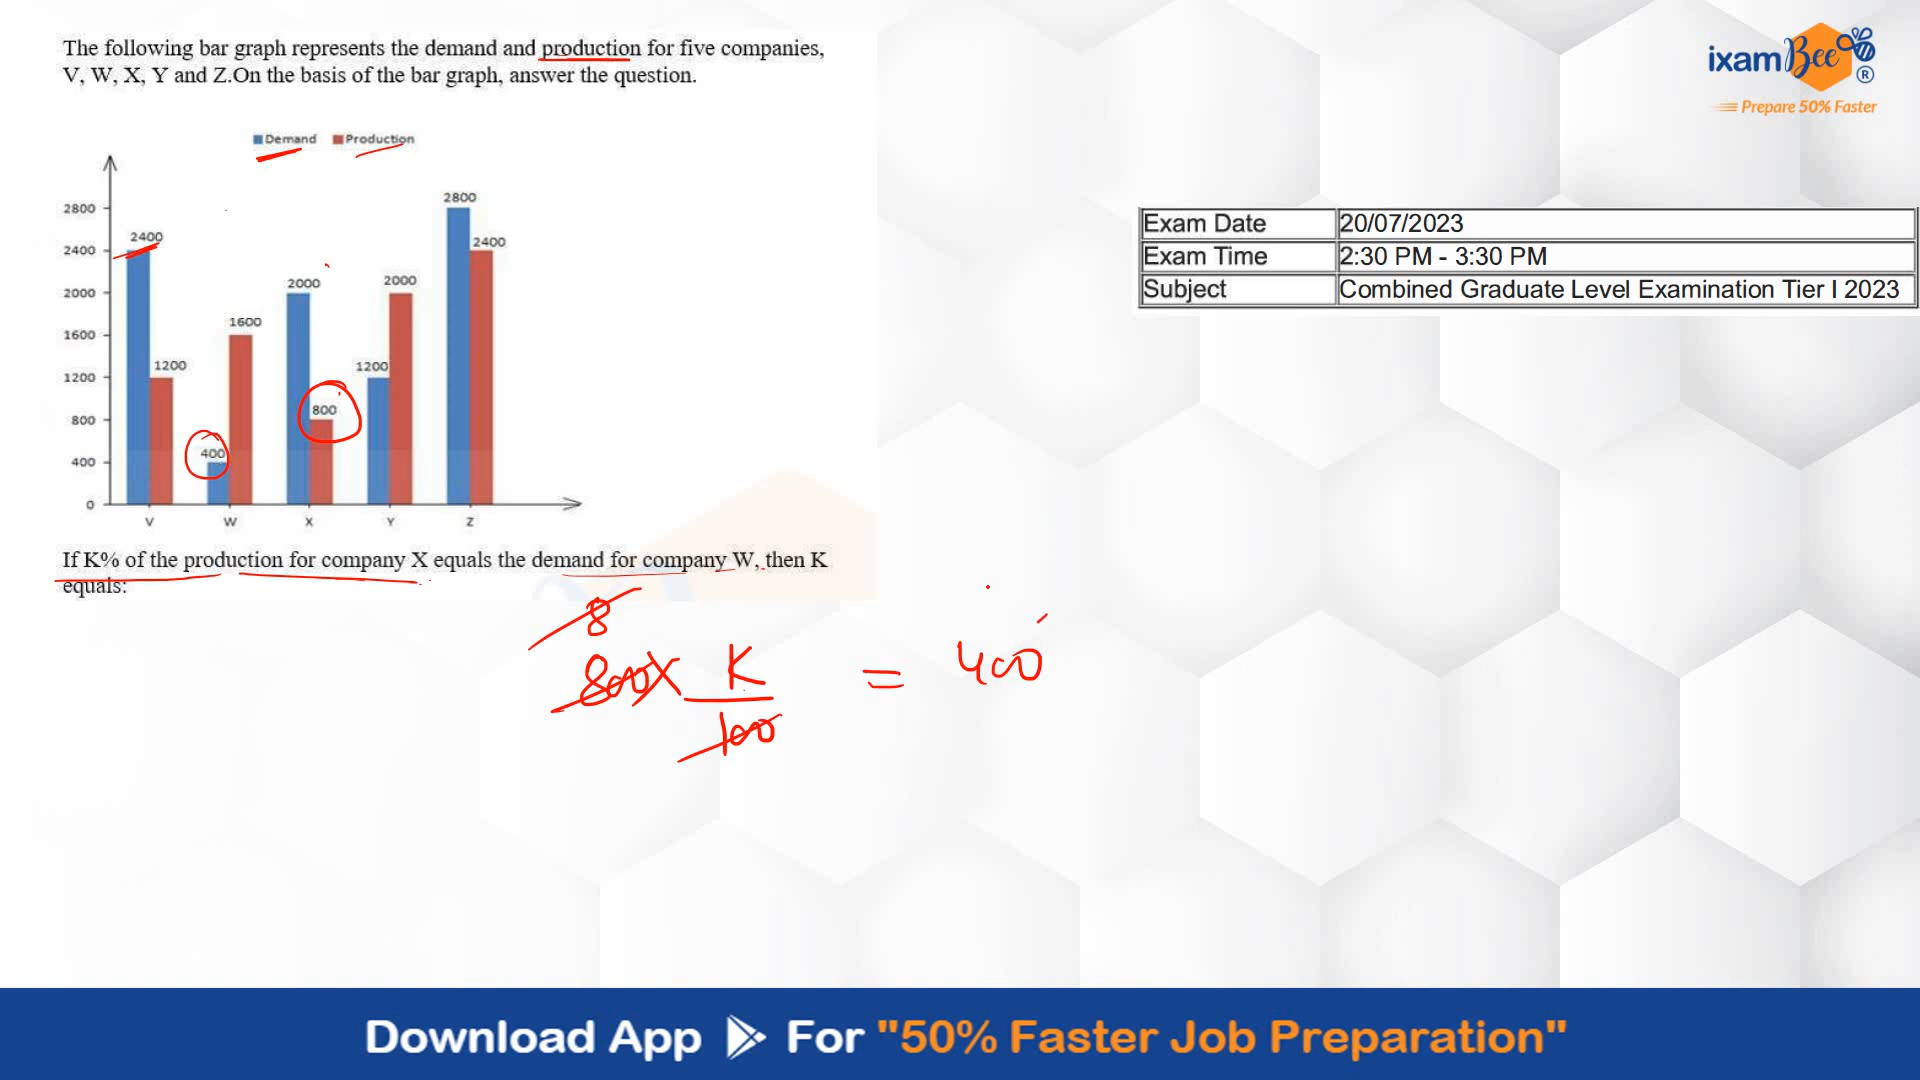 The following bar graph represents the demand and production for five companies,
V, W, X, Y and Z.On the basis of the bar graph, answer the question.
ixamBee
®
Prepare 50% Faster
Demand Production
2800
2400
2000
1600
1200
800
400
0
2400
1200
400
1600
2000
800
1200
2000
2800
2400
V W X Y Z
Exam Date 20/07/2023
Exam Time 2:30 PM - 3:30 PM
Subject Combined Graduate Level Examination Tier I 2023
If K% of the production for company X equals the demand for company W, then K
equals:
8
800 x K = 400
100
Download App For "50% Faster Job Preparation"